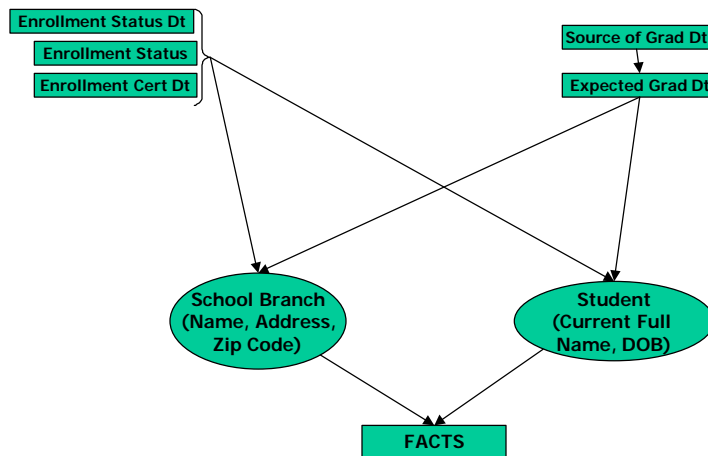 Enrollment Status Dt
Enrollment Status
Enrollment Cert Dt
Source of Grad Dt
Expected Grad Dt
School Branch
(Name, Address,
Zip Code)
Student
(Current Full
Name, DOB)
FACTS